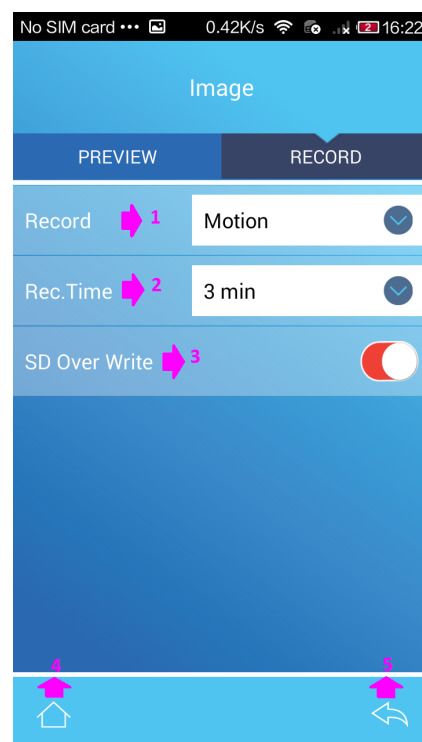 No SIM card ••• 0.42K/s 2 16:22
Image
PREVIEW RECORD
Record 1 Motion
Rec.Time 2 3 min
SD Over Write 3
4 5